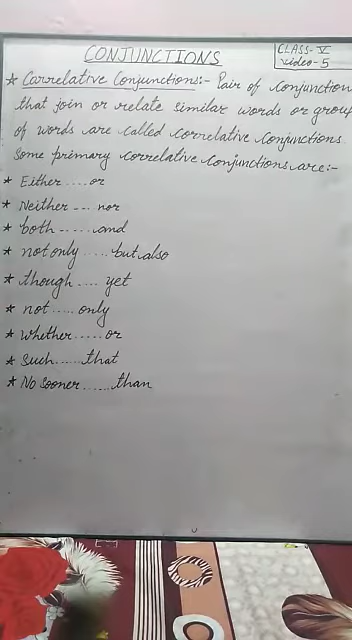 CONJUNCTIONS
CLASS- V
Video-5
* Correlative Conjunctions:- Pair of conjunction
that join or relate similar words or group
of words are called correlative conjunctions.
Some primary correlative conjunctions are:-
* Either ..... or
* Neither --- nor
* both ------ and
* not only ..... but also
* though .... yet
* not ..... only
* Whether ..... or
* Such ...... that
* No sooner ...... than